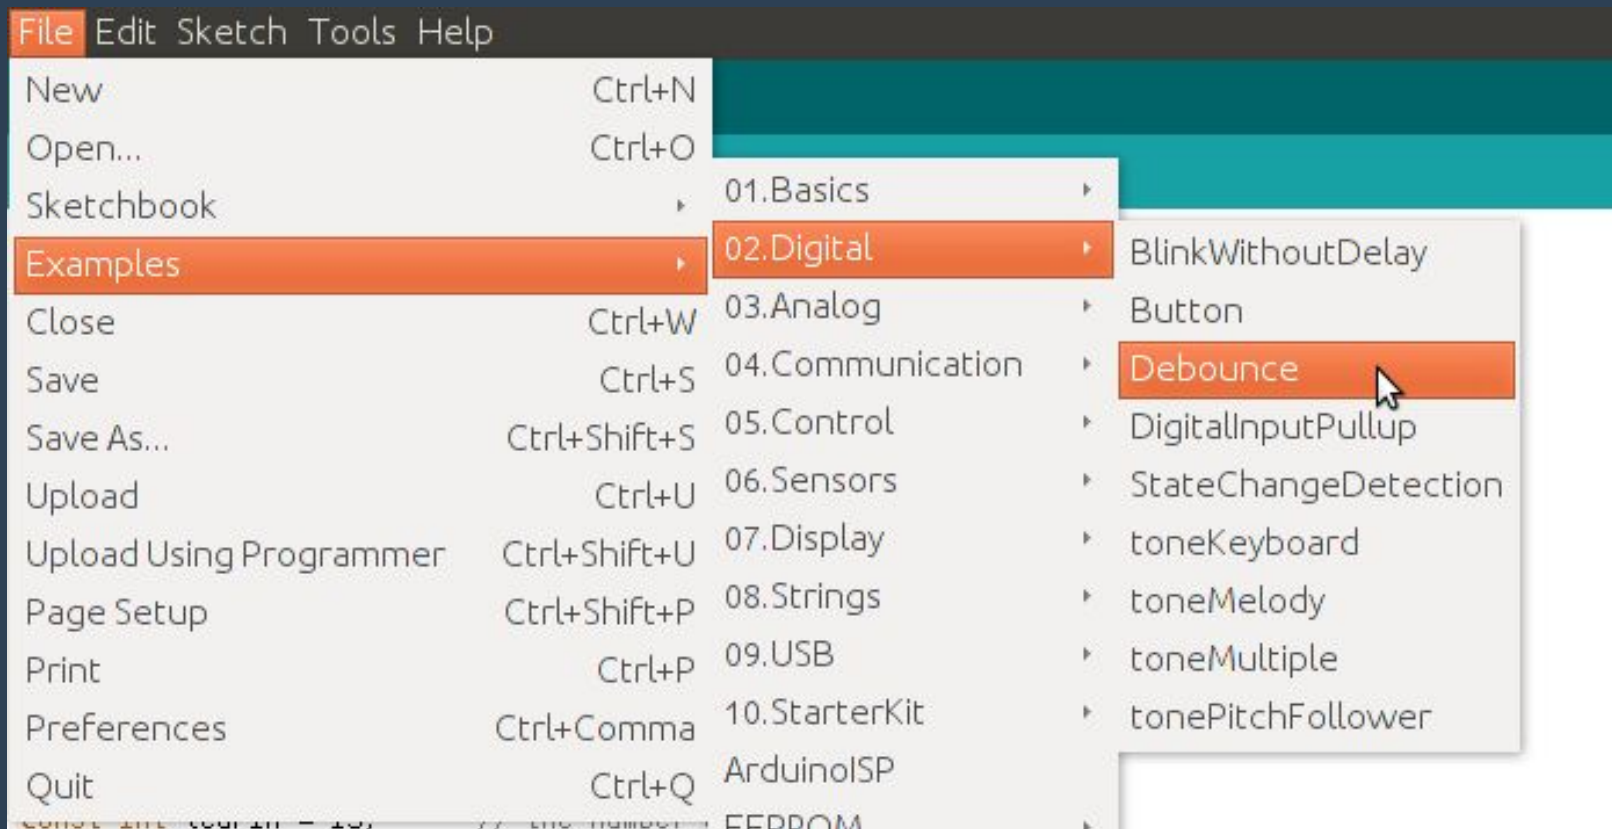 File Edit Sketch Tools Help
New Ctrl+N
Open... Ctrl+O
Sketchbook
Examples
Close Ctrl+W
Save Ctrl+S
Save As... Ctrl+Shift+S
Upload Ctrl+U
Upload Using Programmer Ctrl+Shift+U
Page Setup Ctrl+Shift+P
Print Ctrl+P
Preferences Ctrl+Comma
Quit Ctrl+Q
01.Basics
02.Digital
03.Analog
04.Communication
05.Control
06.Sensors
07.Display
08.Strings
09.USB
10.StarterKit
ArduinoISP
EEPROM
BlinkWithoutDelay
Button
Debounce
DigitalInputPullup
StateChangeDetection
toneKeyboard
toneMelody
toneMultiple
tonePitchFollower